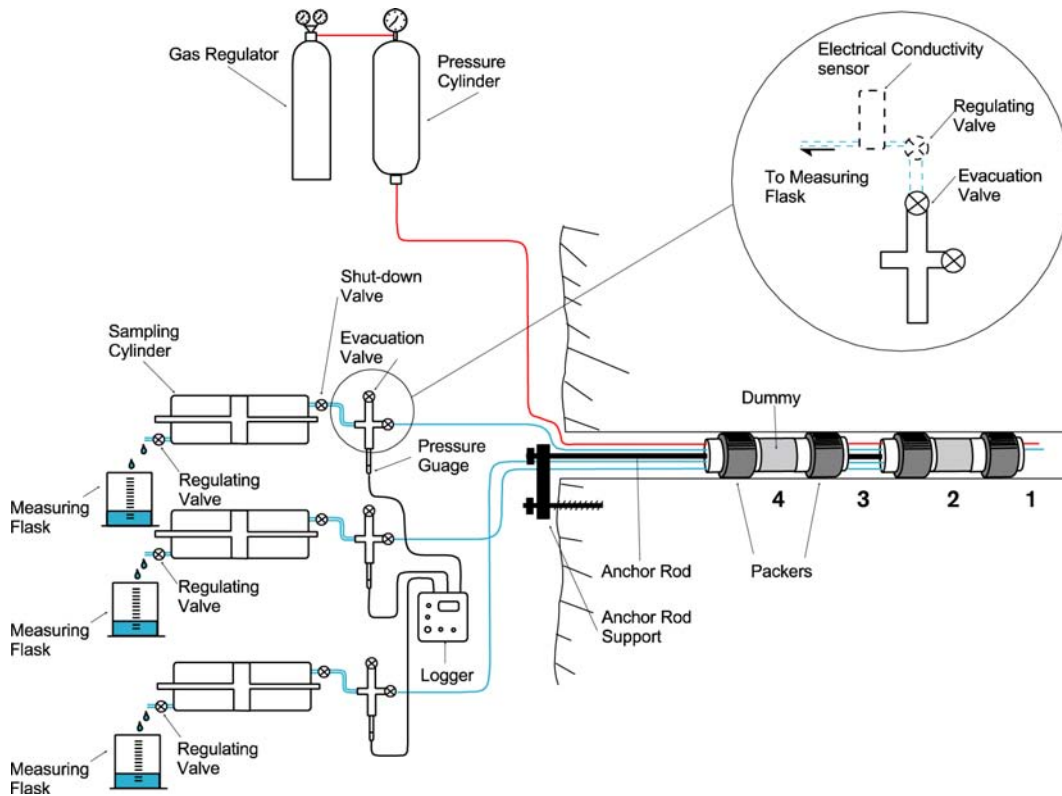 Gas Regulator
Pressure
Cylinder
Electrical Conductivity
sensor
Regulating
Valve
To Measuring
Flask
Evacuation
Valve
Shut-down
Valve
Sampling
Cylinder
Evacuation
Valve
Dummy
Pressure
Guage
Regulating
Valve
Measuring
Flask
4
3
2
1
Anchor Rod
Packers
Regulating
Valve
Measuring
Flask
Anchor Rod
Support
Logger
Regulating
Valve
Measuring
Flask